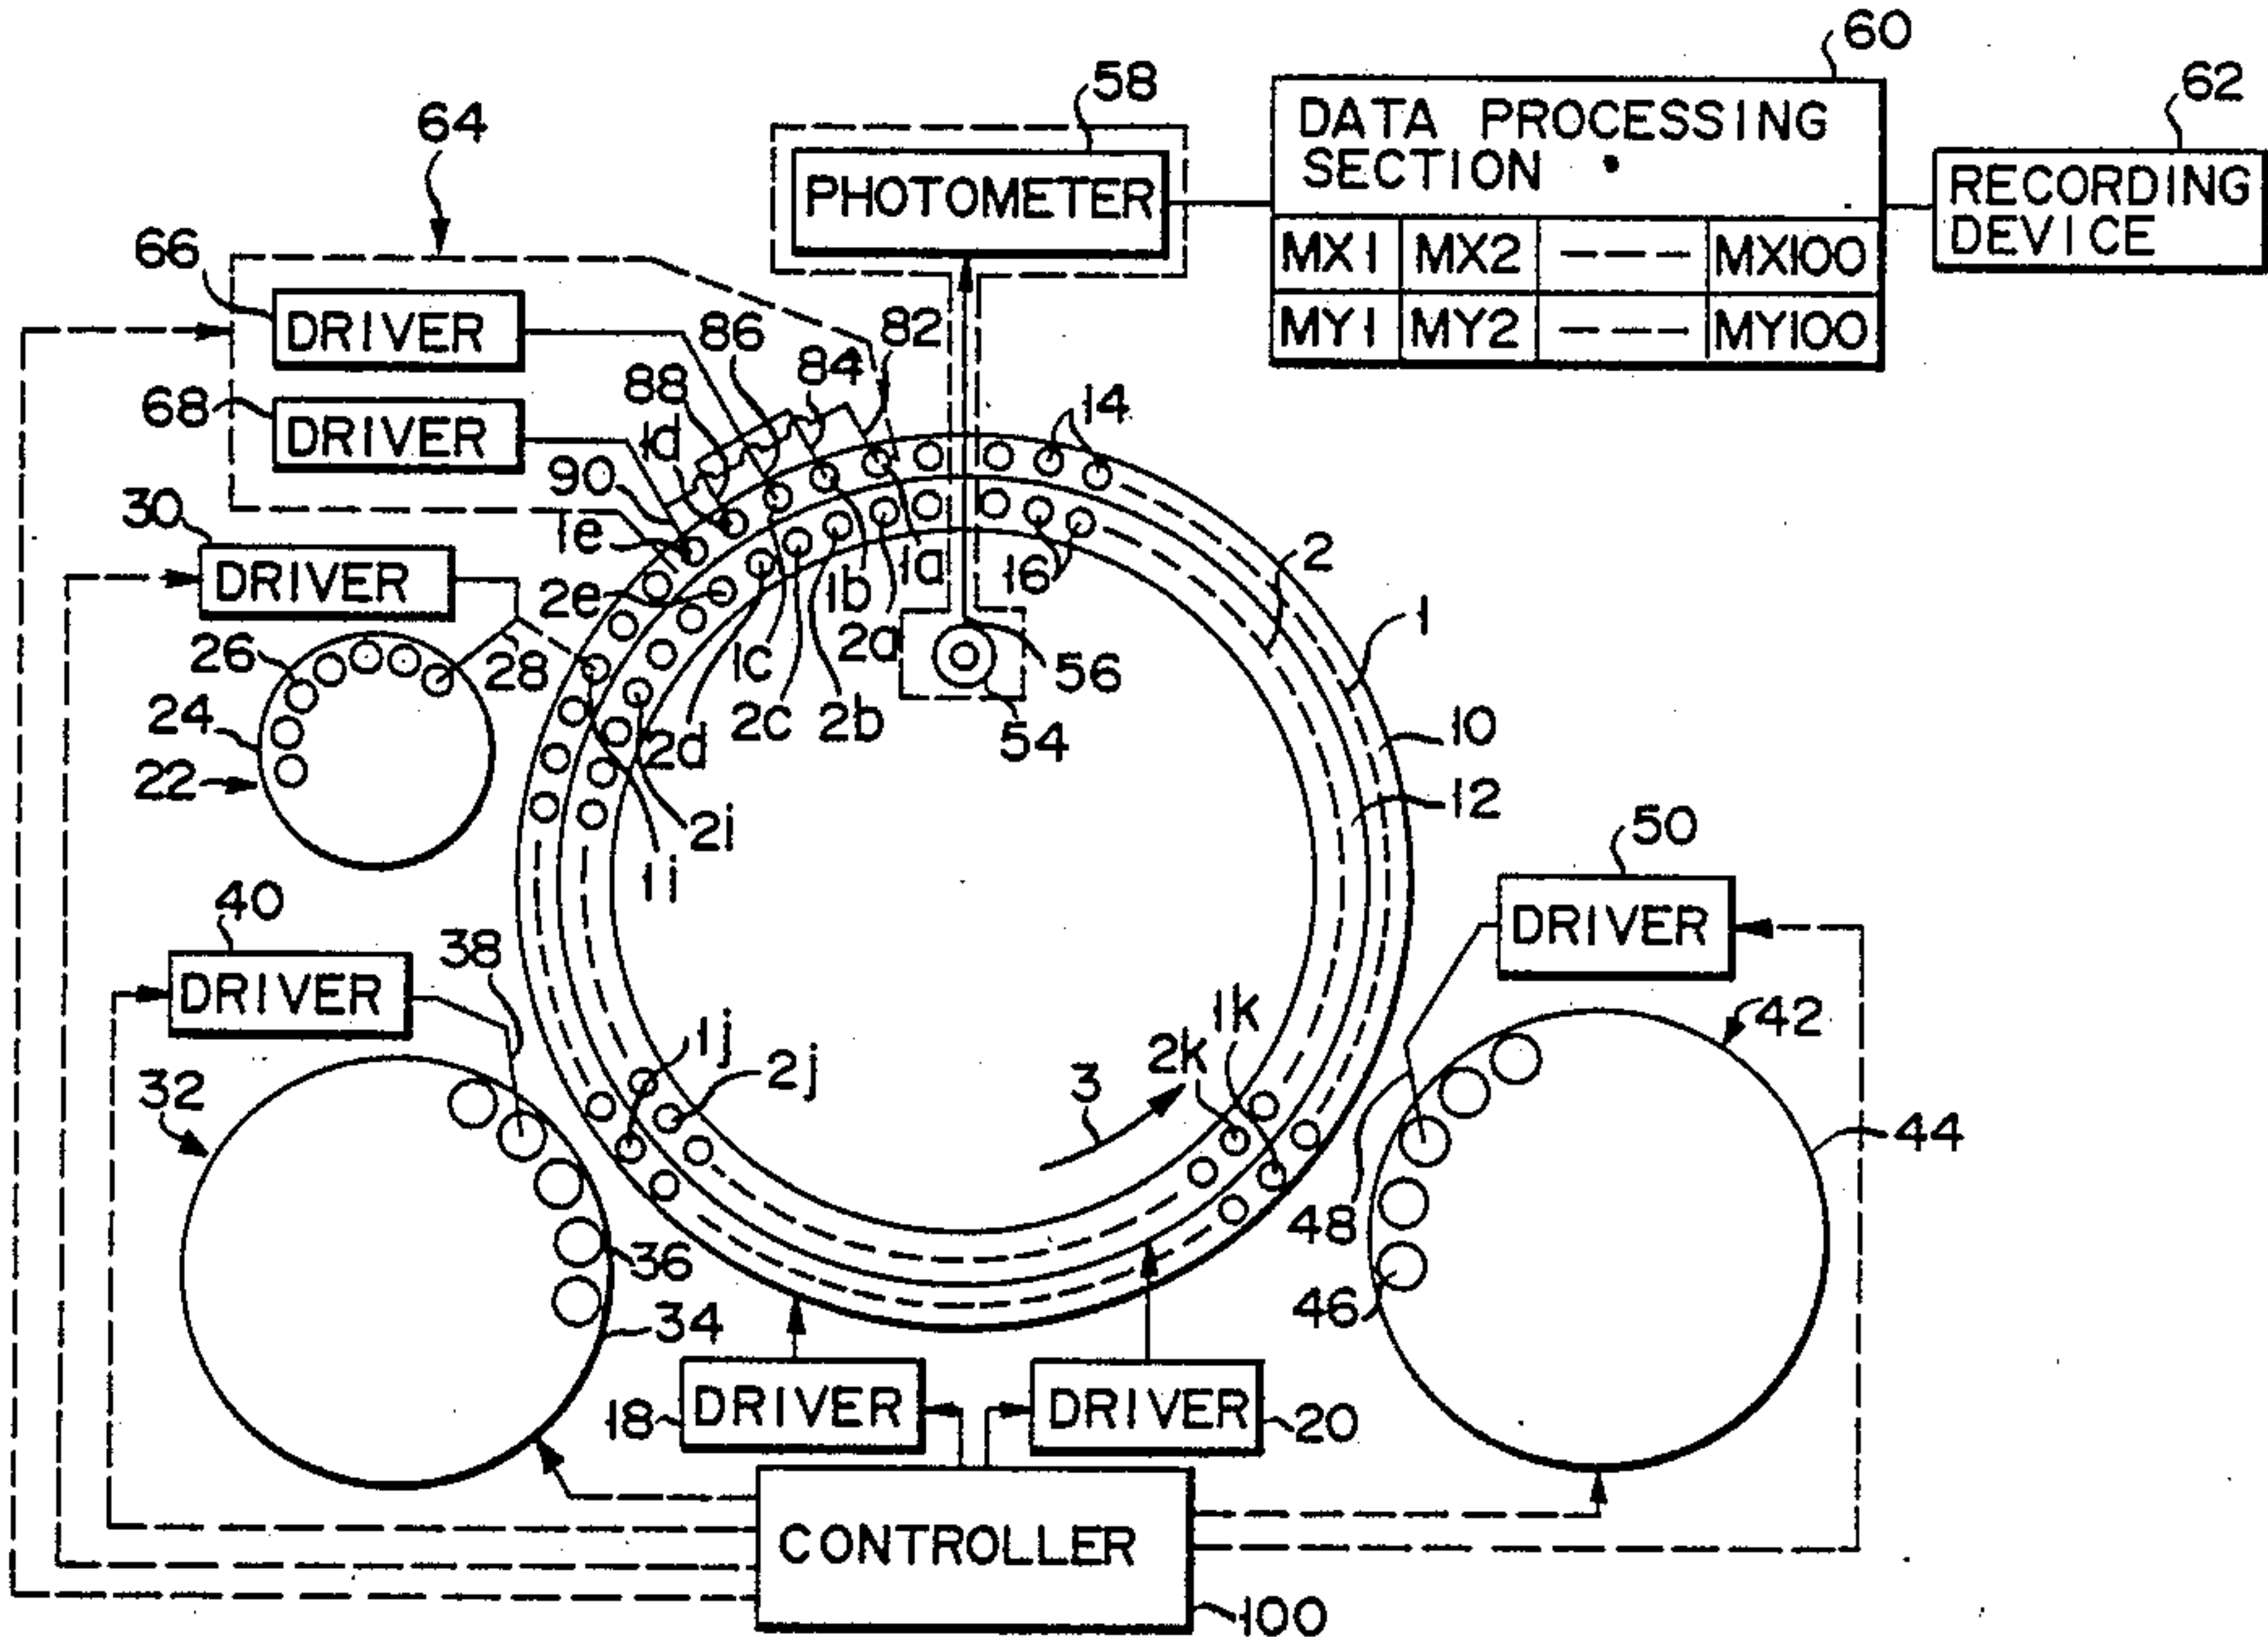 60
58
62
64
DATA PROCESSING
SECTION
PHOTOMETER
RECORDING
DEVICE
MX1 MX2 ---- MX100
MY1 MY2 ---- MY100
66
DRIVER
86
82
84
88
68
DRIVER
1d
14
90
30
1e
DRIVER
2e
1b
1a
16
2
1
26
28
1c
2a
56
24
2d
2c
2b
54
10
22
2i
12
1i
50
40
38
DRIVER
DRIVER
1k
42
1j
2j
2k
3
32
44
48
36
46
34
18
DRIVER
DRIVER
20
CONTROLLER
100